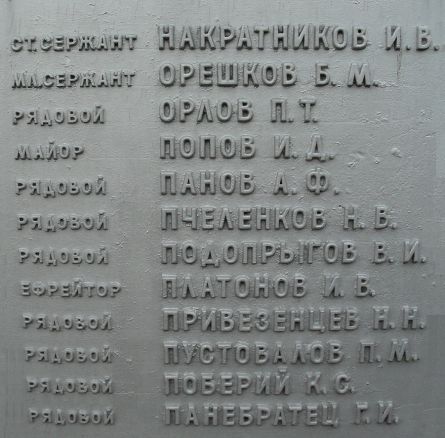 СТ. СЕРЖАНТ НАКРАТНИКОВ И. В.
МЛ. СЕРЖАНТ ОРЕШКОВ Б. М.
РЯДОВОЙ ОРЛОВ П. Т.
МАЙОР ПОПОВ И. Д.
РЯДОВОЙ ПАНОВ А. Ф.
РЯДОВОЙ ПЧЕЛЕНКОВ Н. В.
РЯДОВОЙ ПОДОПРЫГОВ В. И.
ЕФРЕЙТОР ПЛАТОНОВ И. В.
РЯДОВОЙ ПРИВЕЗЕНЦЕВ Н. Н.
РЯДОВОЙ ПУСТОВАЛОВ П. М.
РЯДОВОЙ ПОБЕРИЙ К. С.
РЯДОВОЙ ПАНЕБРАТЕЦ Г. И.